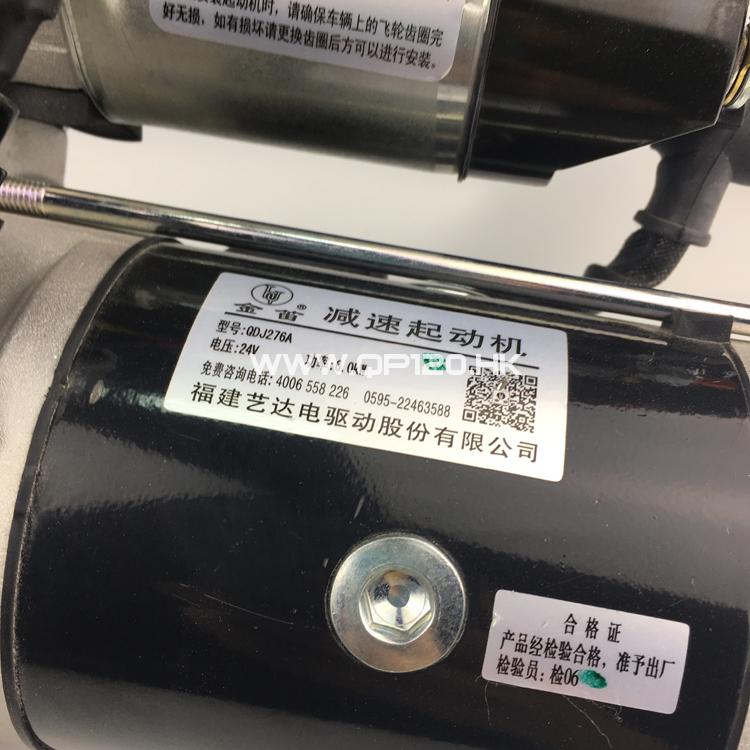 装起动机时,请确保车辆上的飞轮齿圈完
好无损,如有损坏请更换齿圈后方可以进行安装。
金笛® 减速起动机
型号:QDJ276A
电压:24V
WWW.QP120.HK
免费咨询电话:4006 558 226 0595-22463588
福建艺达电驱动股份有限公司
合格证
产品经检验合格,准予出厂
检验员:检06